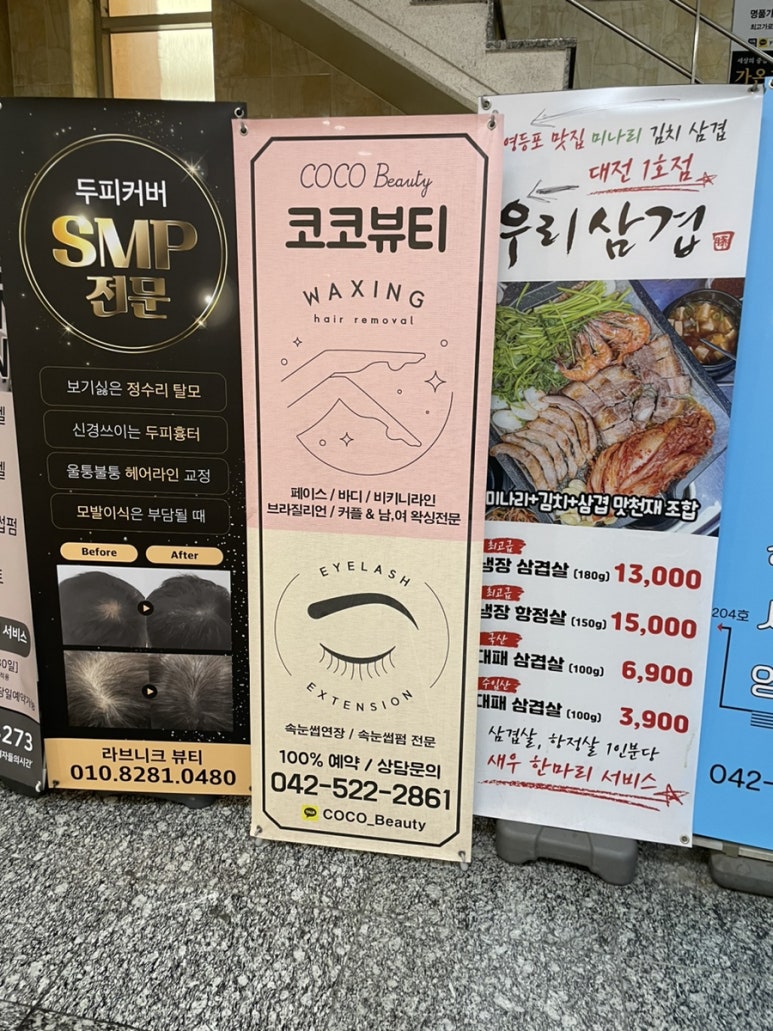 두피커버
SMP
전문
보기싫은 정수리 탈모
신경쓰이는 두피흉터
울퉁불퉁 헤어라인 교정
모발이식은 부담될 때
Before
After
라브니크 뷰티
010.8281.0480
COCO Beauty
코코뷰티
WAXING
hair removal
페이스 / 바디 / 비키니라인
브라질리언 / 커플 & 남,여 왁싱전문
EYELASH
EXTENSION
속눈썹연장 / 속눈썹펌 전문
100% 예약 / 상담문의
042-522-2861
COCO_Beauty
영등포 맛집 미나리 김치 삼겹
대전 1호점
우리삼겹
미나리+김치+삼겹 맛천재 조합
최고급
냉장 삼겹살 (180g) 13,000
최고급
냉장 항정살 (150g) 15,000
국산
대패 삼겹살 (100g) 6,900
수입산
대패 삼겹살 (100g) 3,900
삼겹살, 항정살 1인분당
새우 한마리 서비스
204호
042-
서비스
273